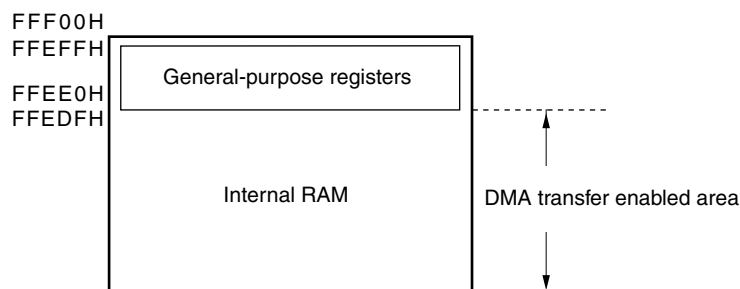 FFF00H
FFEFFH
General-purpose registers
FFEE0H
FFEDFH
Internal RAM
DMA transfer enabled area